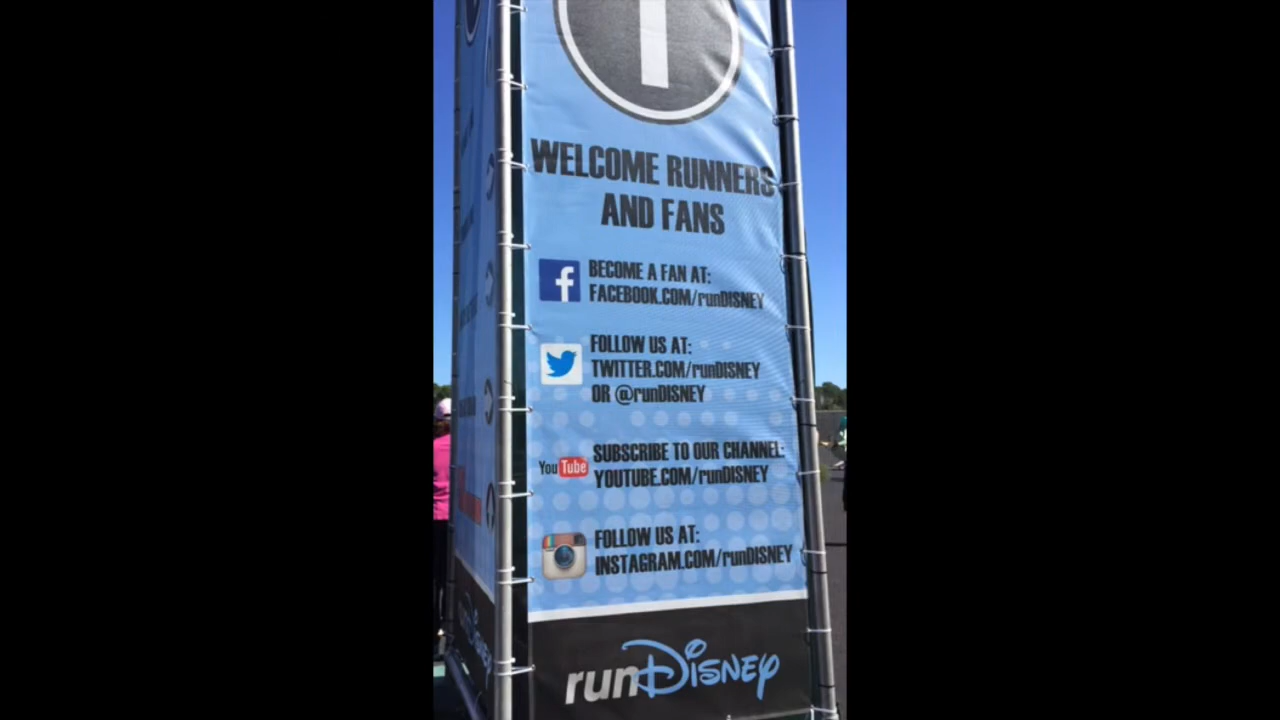 WELCOME RUNNERS
AND FANS
BECOME A FAN AT:
FACEBOOK.COM/runDISNEY
FOLLOW US AT:
TWITTER.COM/runDISNEY
OR @runDISNEY
You Tube
SUBSCRIBE TO OUR CHANNEL:
YOUTUBE.COM/runDISNEY
FOLLOW US AT:
INSTAGRAM.COM/runDISNEY
runDisney